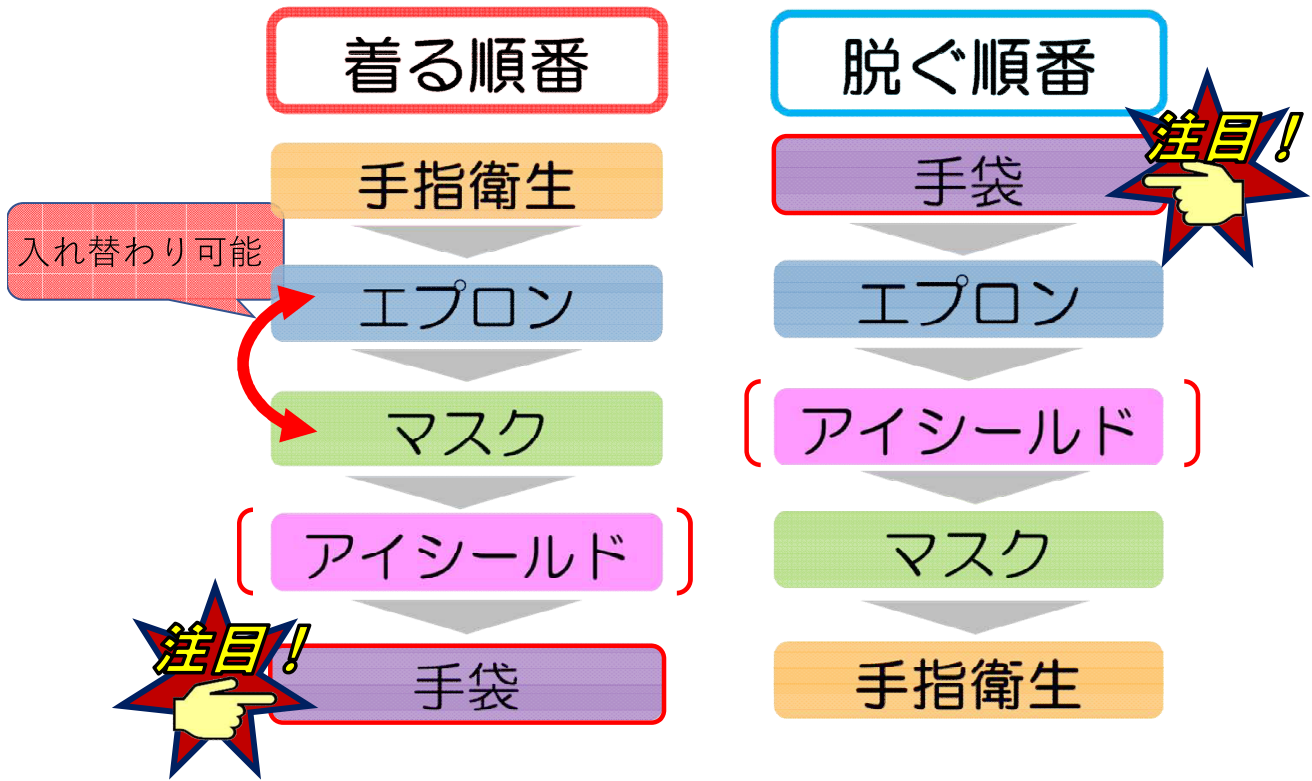 着る順番
手指衛生
入れ替わり可能
エプロン
マスク
アイシールド
注目！
手袋
脱ぐ順番
注目！
手袋
エプロン
アイシールド
マスク
手指衛生